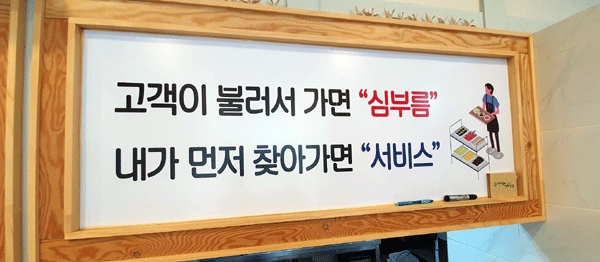 고객이 불러서 가면 “심부름”
내가 먼저 찾아가면 “서비스”